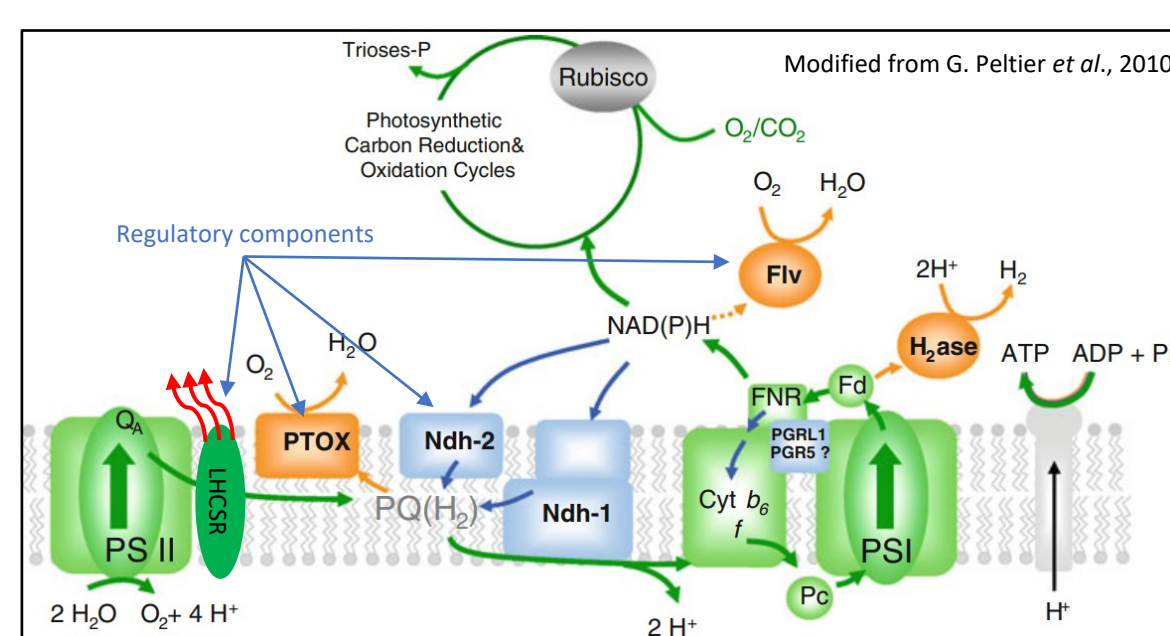 Trioses-P
Rubisco
Modified from G. Peltier et al., 2010
Photosynthetic
Carbon Reduction&
Oxidation Cycles
O₂/CO₂
O₂
H₂O
Regulatory components
Flv
2H⁺
H₂
NAD(P)H
H₂ase
O₂
H₂O
ATP
ADP + P
Fd
FNR
Q_A
PTOX
Ndh-2
PGRL1
PGR5 ?
LHCSR
PQ(H₂)
Ndh-1
Cyt b₆
f
PS II
PSI
Pc
2 H₂O
O₂+ 4 H⁺
2 H⁺
H⁺